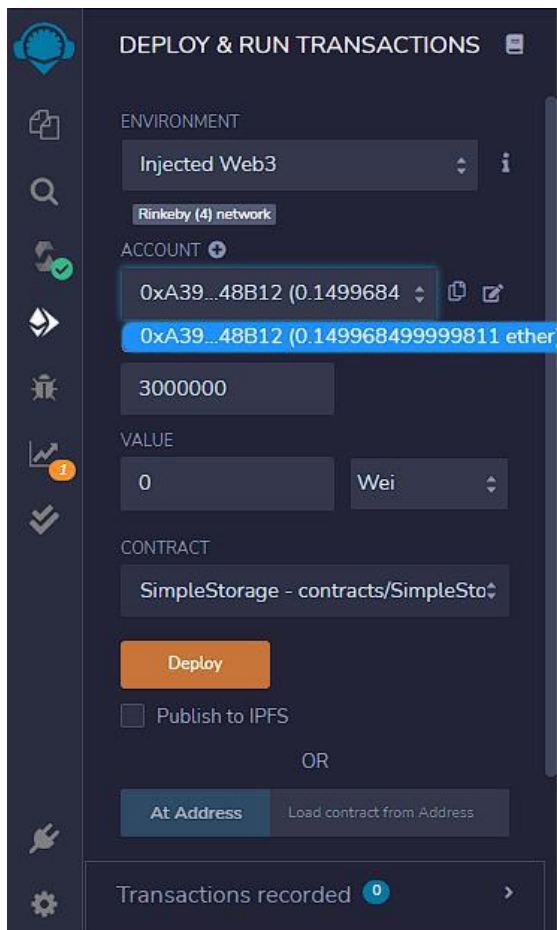 DEPLOY & RUN TRANSACTIONS
ENVIRONMENT
Injected Web3
Rinkeby (4) network
ACCOUNT
0xA39...48B12 (0.1499684
0xA39...48B12 (0.149968499999811 ether)
3000000
VALUE
0 Wei
CONTRACT
SimpleStorage - contracts/SimpleSto
Deploy
Publish to IPFS
OR
At Address Load contract from Address
1
Transactions recorded 0